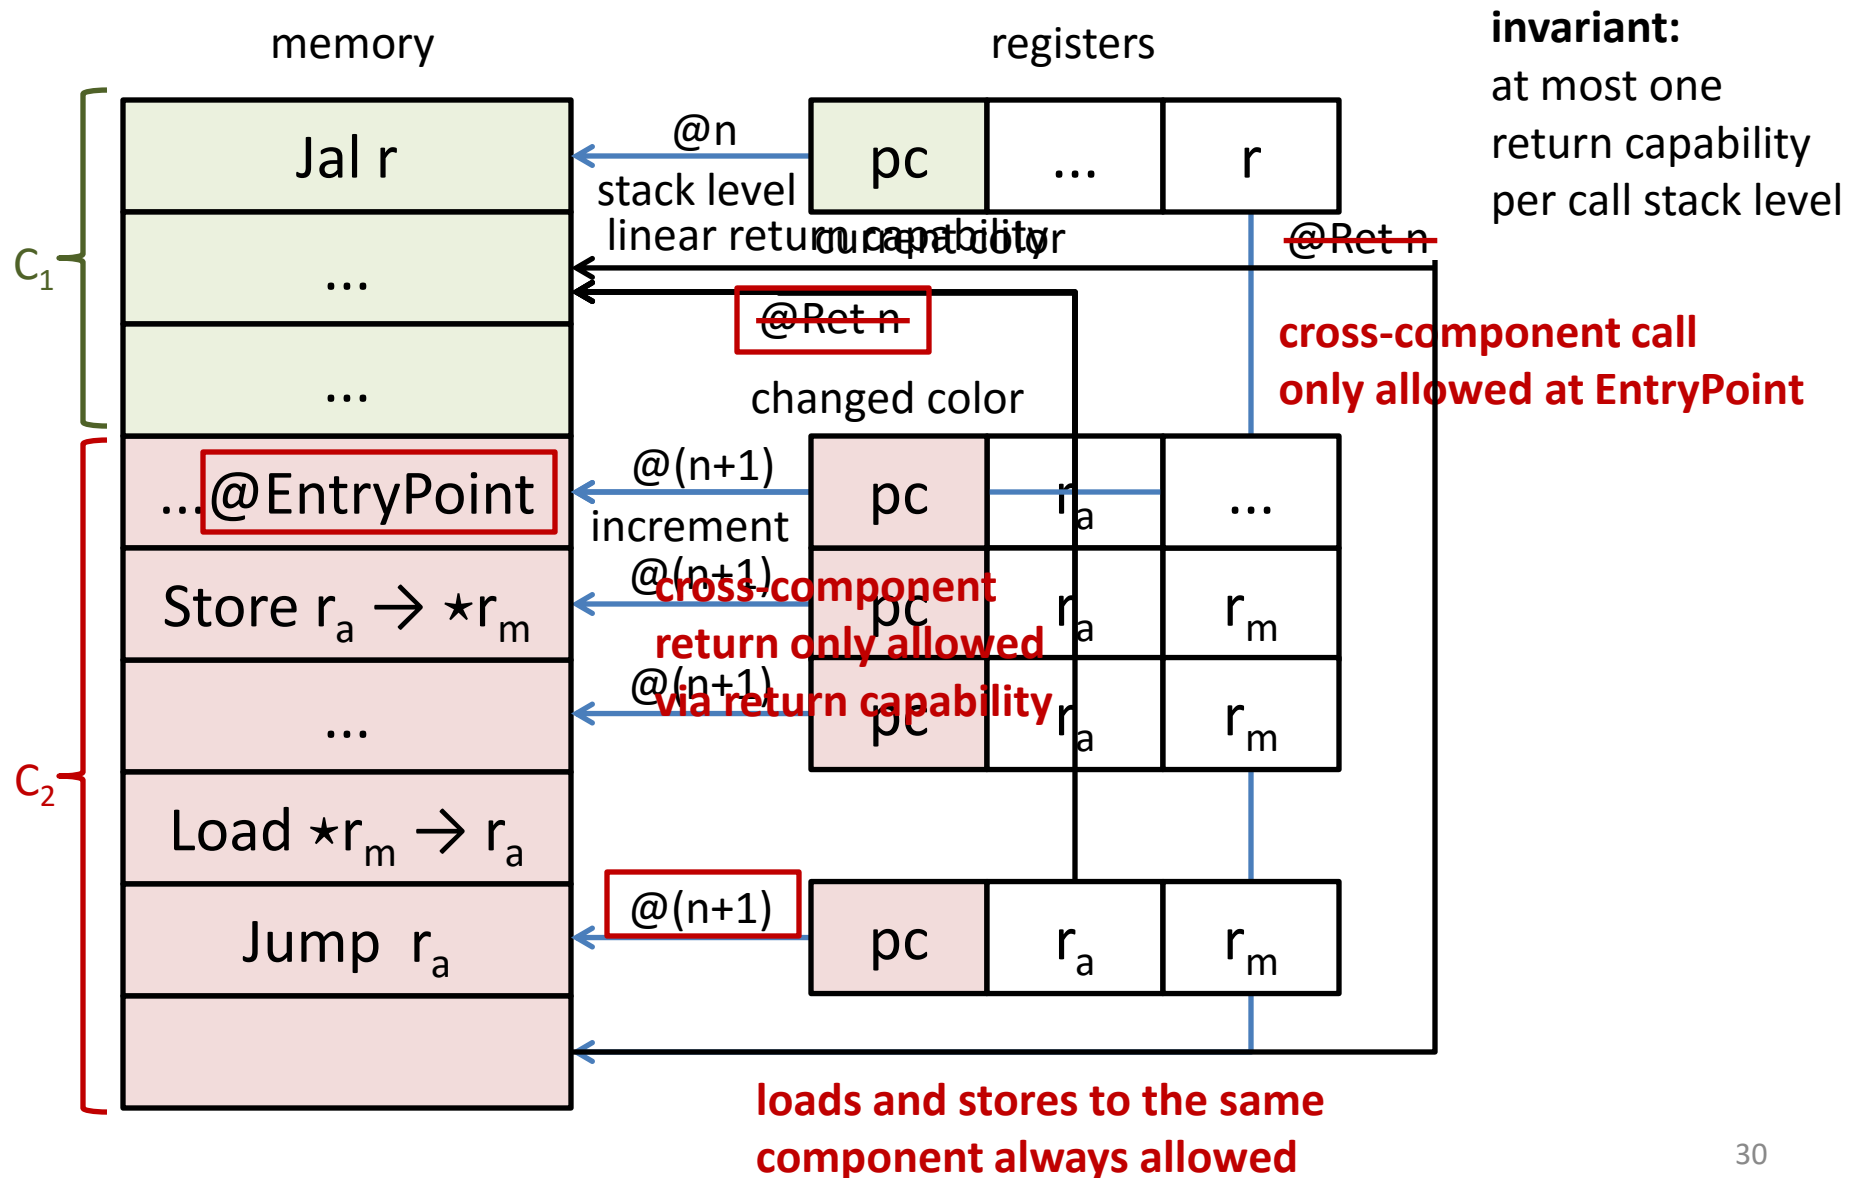 memory
registers
invariant:
at most one
return capability
per call stack level
C1
Jal r
...
...
@n
stack level
pc
...
r
linear return capability
current color
@Ret n
@Ret n
changed color
cross-component call
only allowed at EntryPoint
C2
...@EntryPoint
@(n+1)
increment
pc
ra
...
Store ra → ⋆rm
@(n+1)
pc
ra
rm
cross-component
return only allowed
via return capability
...
@(n+1)
pc
ra
rm
Load ⋆rm → ra
Jump ra
@(n+1)
pc
ra
rm
loads and stores to the same
component always allowed
30